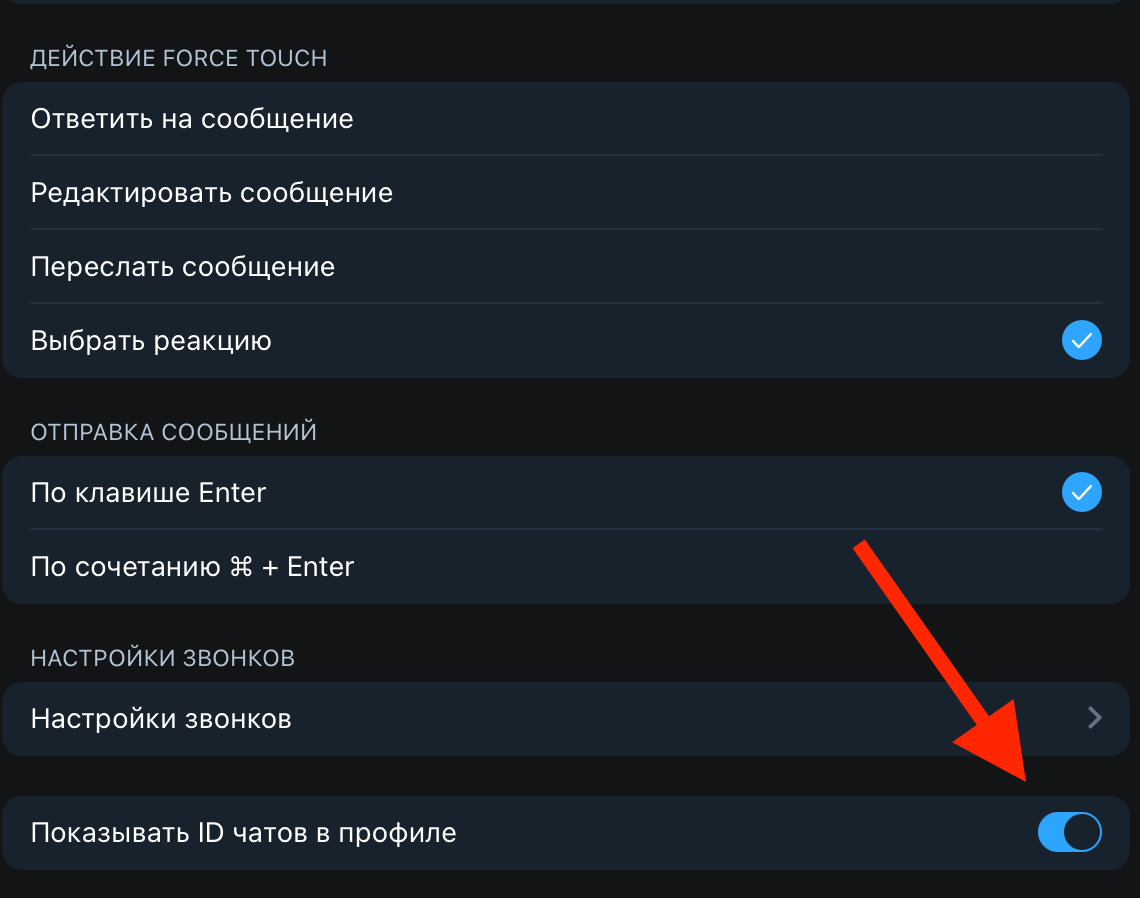 ДЕЙСТВИЕ FORCE TOUCH
Ответить на сообщение
Редактировать сообщение
Переслать сообщение
Выбрать реакцию
ОТПРАВКА СООБЩЕНИЙ
По клавише Enter
По сочетанию ⌘ + Enter
НАСТРОЙКИ ЗВОНКОВ
Настройки звонков
Показывать ID чатов в профиле